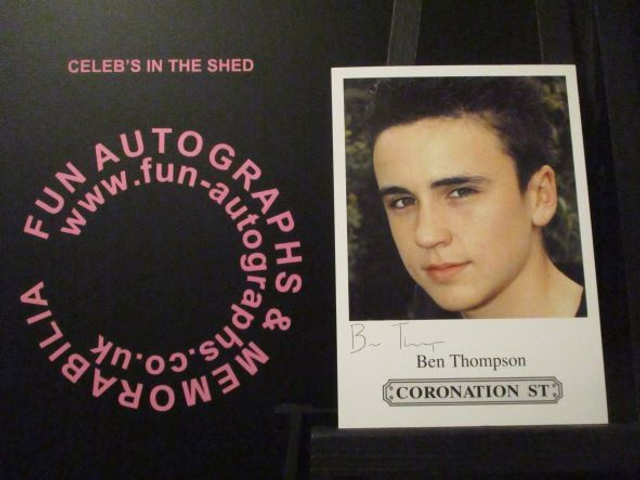 CELEB'S IN THE SHED
FUN AUTOGRAPHS & MEMORABILIA
www.fun-autographs.co.uk
Ben Thompson
CORONATION ST